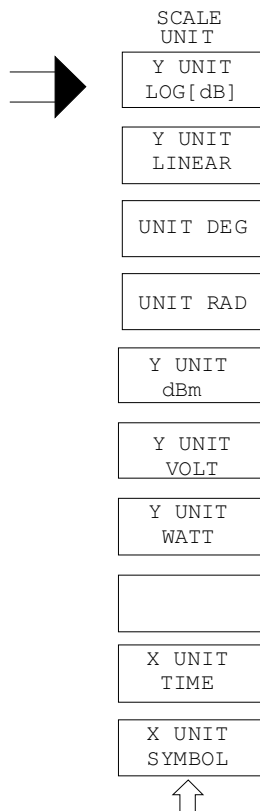 SCALE
UNIT
Y UNIT
LOG[dB]
Y UNIT
LINEAR
UNIT DEG
UNIT RAD
Y UNIT
dBm
Y UNIT
VOLT
Y UNIT
WATT
X UNIT
TIME
X UNIT
SYMBOL